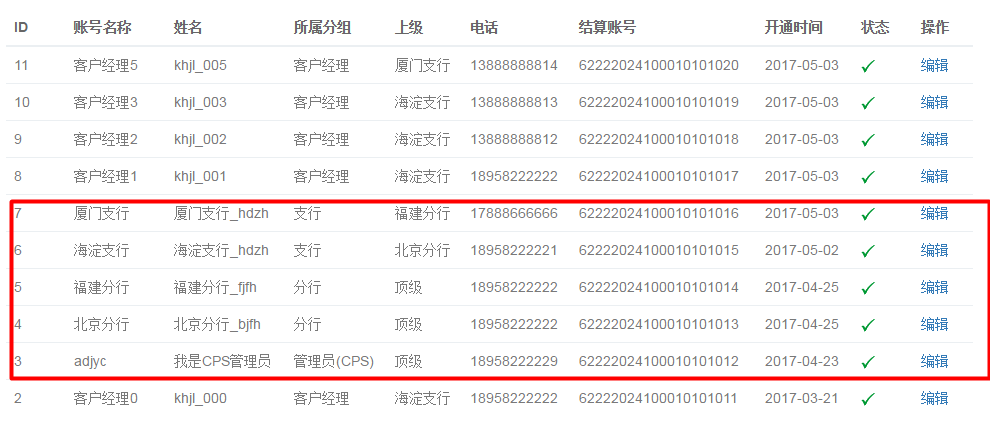 ID 账号名称 姓名 所属分组 上级 电话 结算账号 开通时间 状态 操作
11 客户经理5 khjl_005 客户经理 厦门支行 13888888814 62222024100010101020 2017-05-03 编辑
10 客户经理3 khjl_003 客户经理 海淀支行 13888888813 62222024100010101019 2017-05-03 编辑
9 客户经理2 khjl_002 客户经理 海淀支行 13888888812 62222024100010101018 2017-05-03 编辑
8 客户经理1 khjl_001 客户经理 海淀支行 18958222222 62222024100010101017 2017-05-03 编辑
7 厦门支行 厦门支行_hdzh 支行 福建分行 17888666666 62222024100010101016 2017-05-03 编辑
6 海淀支行 海淀支行_hdzh 支行 北京分行 18958222221 62222024100010101015 2017-05-02 编辑
5 福建分行 福建分行_fjfh 分行 顶级 18958222222 62222024100010101014 2017-04-25 编辑
4 北京分行 北京分行_bjfh 分行 顶级 18958222222 62222024100010101013 2017-04-25 编辑
3 adjyc 我是CPS管理员 管理员(CPS) 顶级 18958222229 62222024100010101012 2017-04-23 编辑
2 客户经理0 khjl_000 客户经理 海淀支行 18958222222 62222024100010101011 2017-03-21 编辑